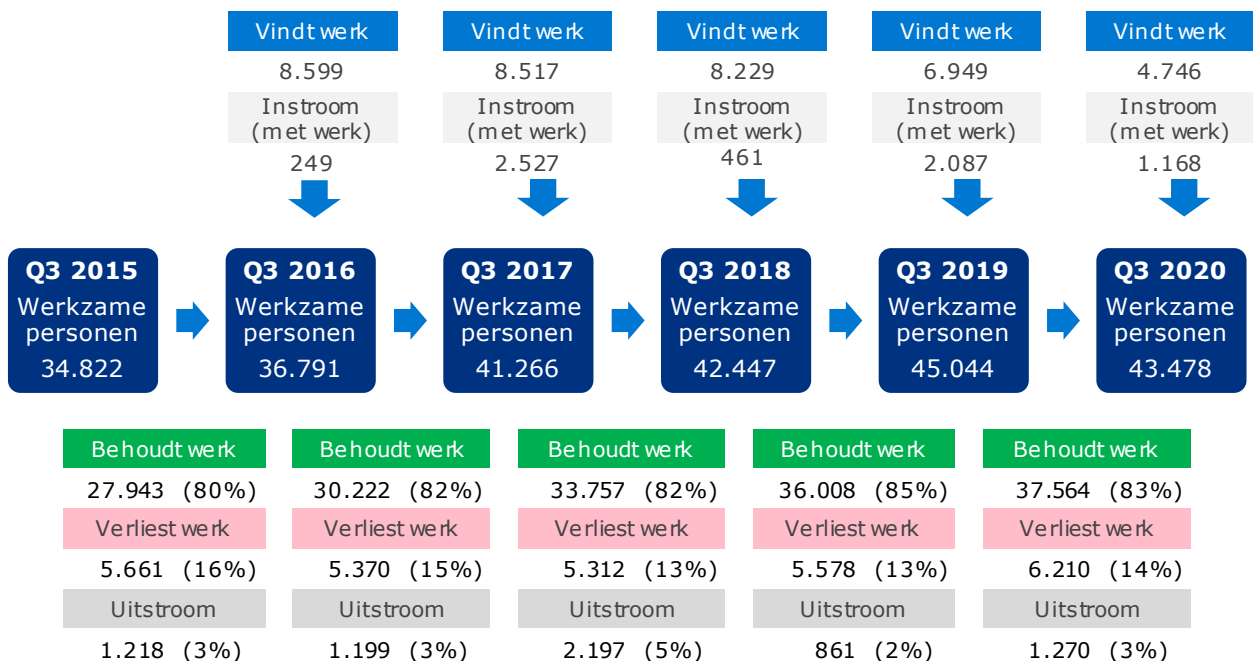 Vindt werk Vindt werk Vindt werk Vindt werk Vindt werk
8.599 8.517 8.229 6.949 4.746
Instroom Instroom Instroom Instroom Instroom
(met werk) (met werk) (met werk) (met werk) (met werk)
249 2.527 461 2.087 1.168
Q3 2015 Q3 2016 Q3 2017 Q3 2018 Q3 2019 Q3 2020
Werkzame Werkzame Werkzame Werkzame Werkzame Werkzame
personen personen personen personen personen personen
34.822 36.791 41.266 42.447 45.044 43.478
Behoudt werk Behoudt werk Behoudt werk Behoudt werk Behoudt werk
27.943 (80%) 30.222 (82%) 33.757 (82%) 36.008 (85%) 37.564 (83%)
Verliest werk Verliest werk Verliest werk Verliest werk Verliest werk
5.661 (16%) 5.370 (15%) 5.312 (13%) 5.578 (13%) 6.210 (14%)
Uitstroom Uitstroom Uitstroom Uitstroom Uitstroom
1.218 (3%) 1.199 (3%) 2.197 (5%) 861 (2%) 1.270 (3%)